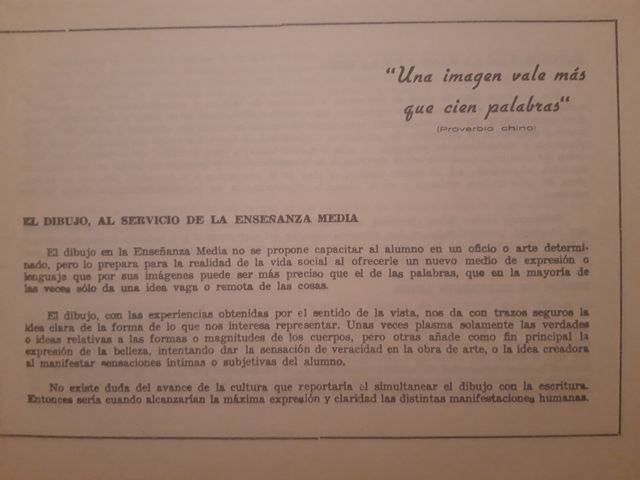 "Una imagen vale más
que cien palabras"
(Proverbio chino)
EL DIBUJO, AL SERVICIO DE LA ENSEÑANZA MEDIA
El dibujo en la Enseñanza Media no se propone capacitar al alumno en un oficio o arte determi-
nado, pero lo prepara para la realidad de la vida social al ofrecerle un nuevo medio de expresión o
lenguaje que por sus imágenes puede ser más preciso que el de las palabras, que en la mayoría de
las veces sólo da una idea vaga o remota de las cosas.
El dibujo, con las experiencias obtenidas por el sentido de la vista, nos da con trazos seguros la
idea clara de la forma de lo que nos interesa representar. Unas veces plasma solamente las verdades
o ideas relativas a las formas o magnitudes de los cuerpos, pero otras añade como fin principal la
expresión de la belleza, intentando dar la sensación de veracidad en la obra de arte, o la idea creadora
al manifestar sensaciones íntimas o subjetivas del alumno.
No existe duda del avance de la cultura que reportaría el simultanear el dibujo con la escritura.
Entonces sería cuando alcanzarían la máxima expresión y claridad las distintas manifestaciones humanas.